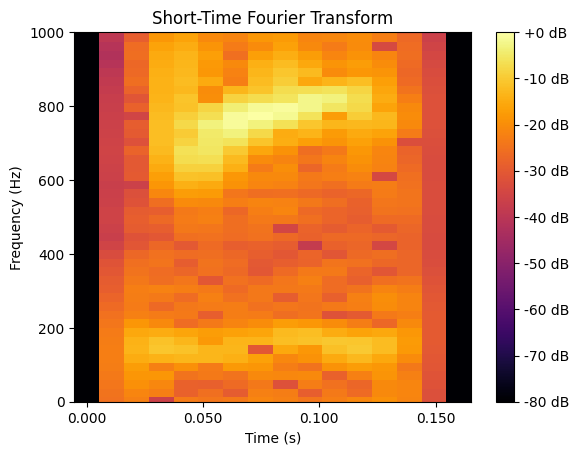 Short-Time Fourier Transform
1000
800
600
400
200
0
Frequency (Hz)
0.000
0.050
0.100
0.150
Time (s)
+0 dB
-10 dB
-20 dB
-30 dB
-40 dB
-50 dB
-60 dB
-70 dB
-80 dB